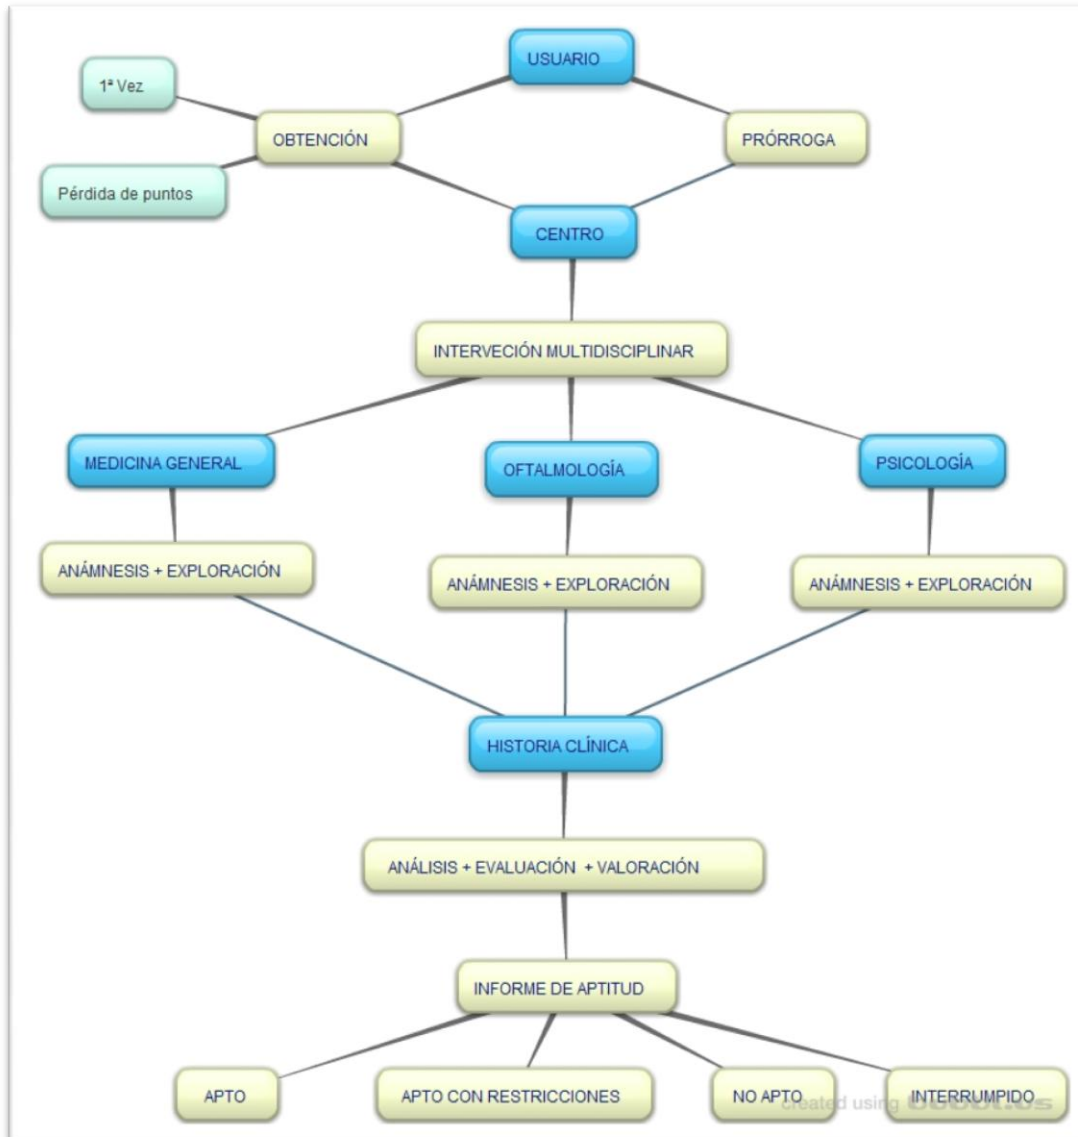 USUARIO
1ª Vez
OBTENCIÓN
PRÓRROGA
Pérdida de puntos
CENTRO
INTERVECIÓN MULTIDISCIPLINAR
MEDICINA GENERAL
OFTALMOLOGÍA
PSICOLOGÍA
ANÁMNESIS + EXPLORACIÓN
ANÁMNESIS + EXPLORACIÓN
ANÁMNESIS + EXPLORACIÓN
HISTORIA CLÍNICA
ANÁLISIS + EVALUACIÓN + VALORACIÓN
INFORME DE APTITUD
APTO
APTO CON RESTRICCIONES
NO APTO
INTERRUMPIDO
created using